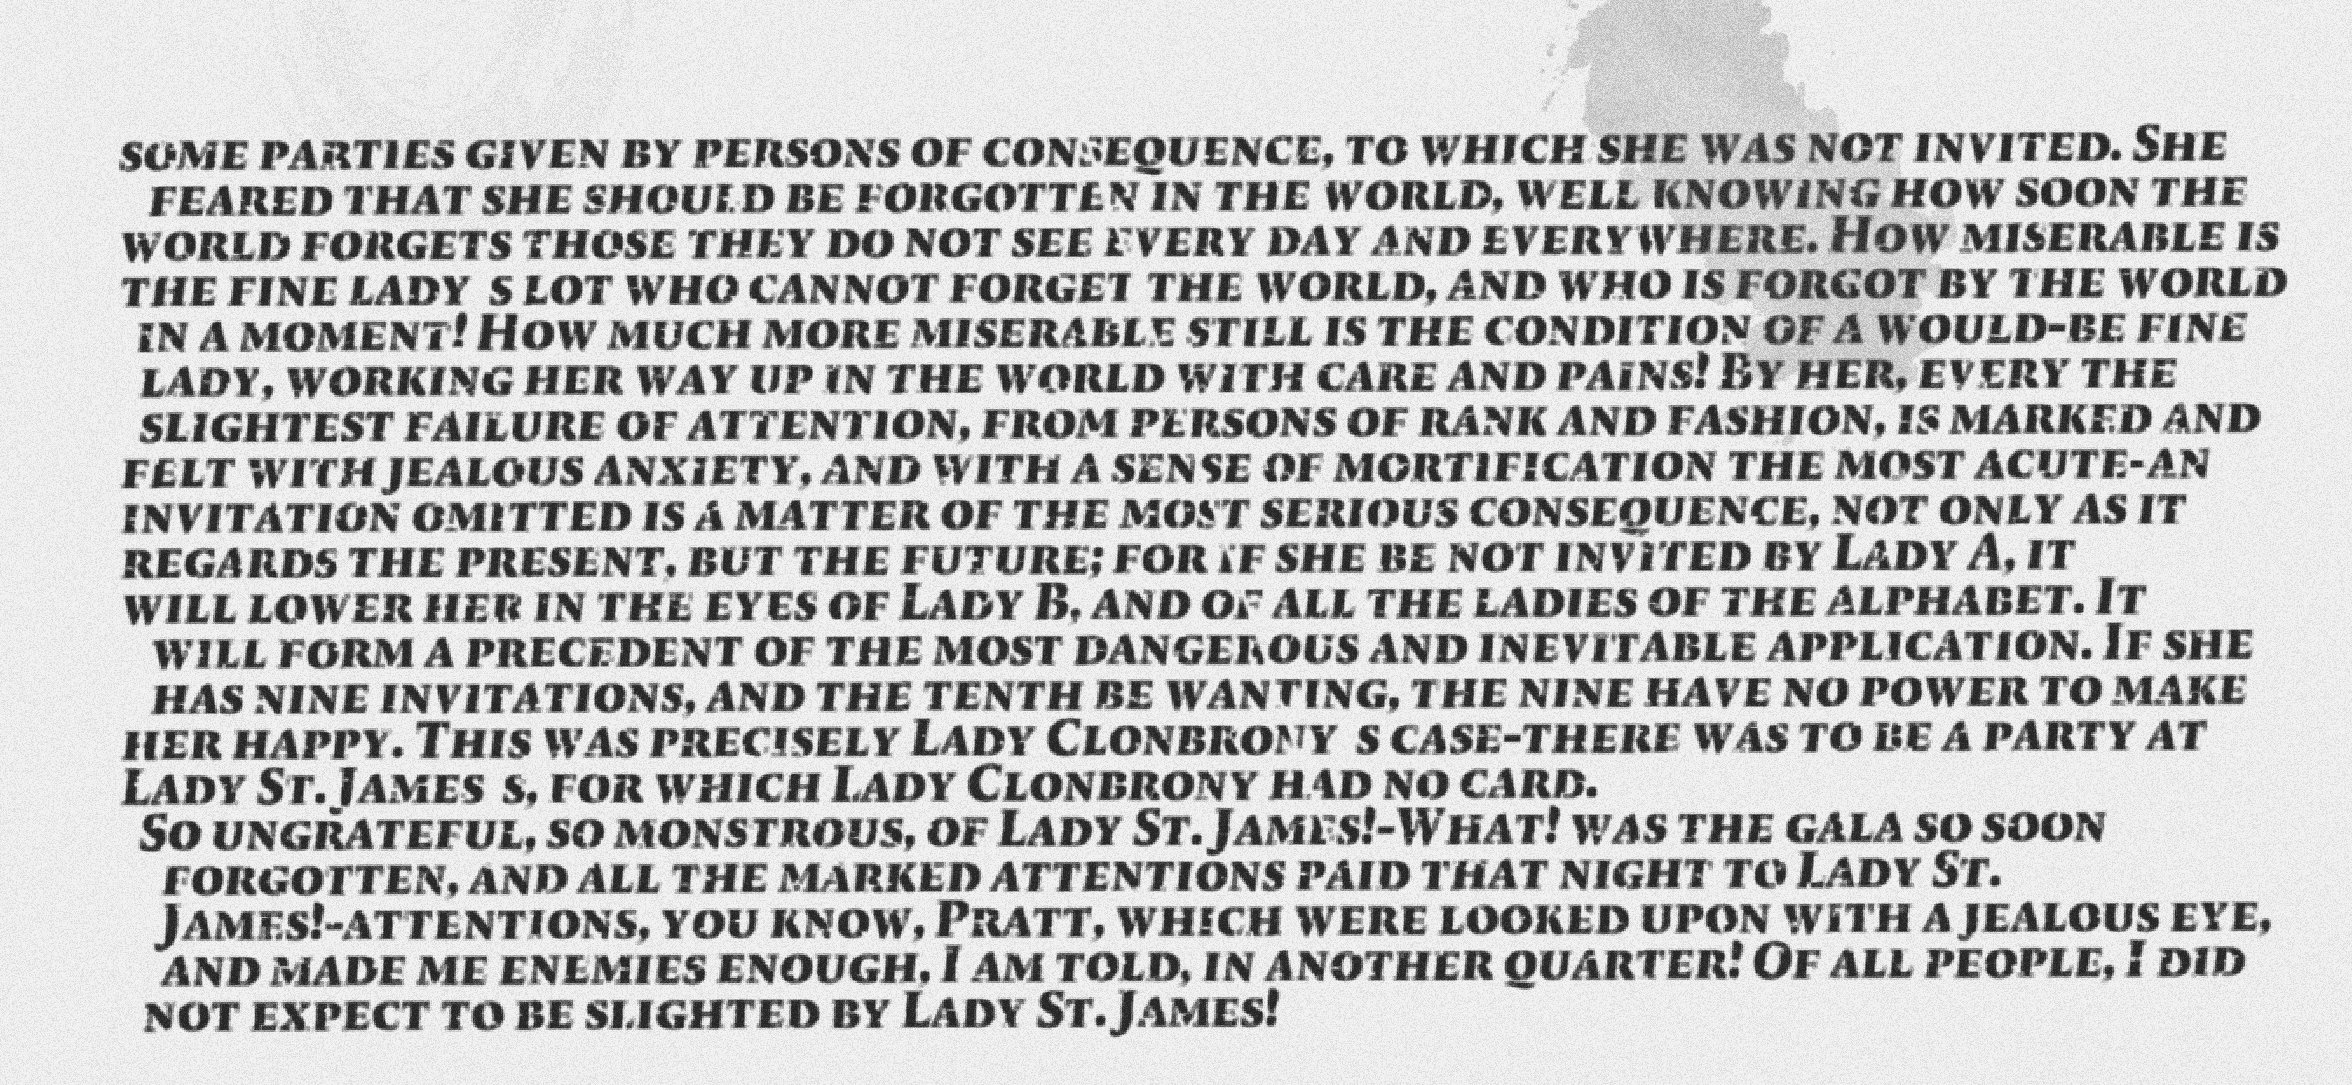 some parties given by persons of consequence, to which she was not invited. She
feared that she should be forgotten in the world, well knowing how soon the
world forgets those they do not see every day and everywhere. How miserable is
the fine lady s lot who cannot forget the world, and who is forgot by the world
in a moment! How much more miserable still is the condition of a would-be fine
lady, working her way up in the world with care and pains! By her, every the
slightest failure of attention, from persons of rank and fashion, is marked and
felt with jealous anxiety, and with a sense of mortification the most acute-an
invitation omitted is a matter of the most serious consequence, not only as it
regards the present, but the future; for if she be not invited by Lady A, it
will lower her in the eyes of Lady B, and of all the ladies of the alphabet. It
will form a precedent of the most dangerous and inevitable application. If she
has nine invitations, and the tenth be wanting, the nine have no power to make
her happy. This was precisely Lady Clonbrony s case-there was to be a party at
Lady St. James s, for which Lady Clonbrony had no card.
So ungrateful, so monstrous, of Lady St. James!-What! was the gala so soon
forgotten, and all the marked attentions paid that night to Lady St.
James!-attentions, you know, Pratt, which were looked upon with a jealous eye,
and made me enemies enough, I am told, in another quarter! Of all people, I did
not expect to be slighted by Lady St. James!